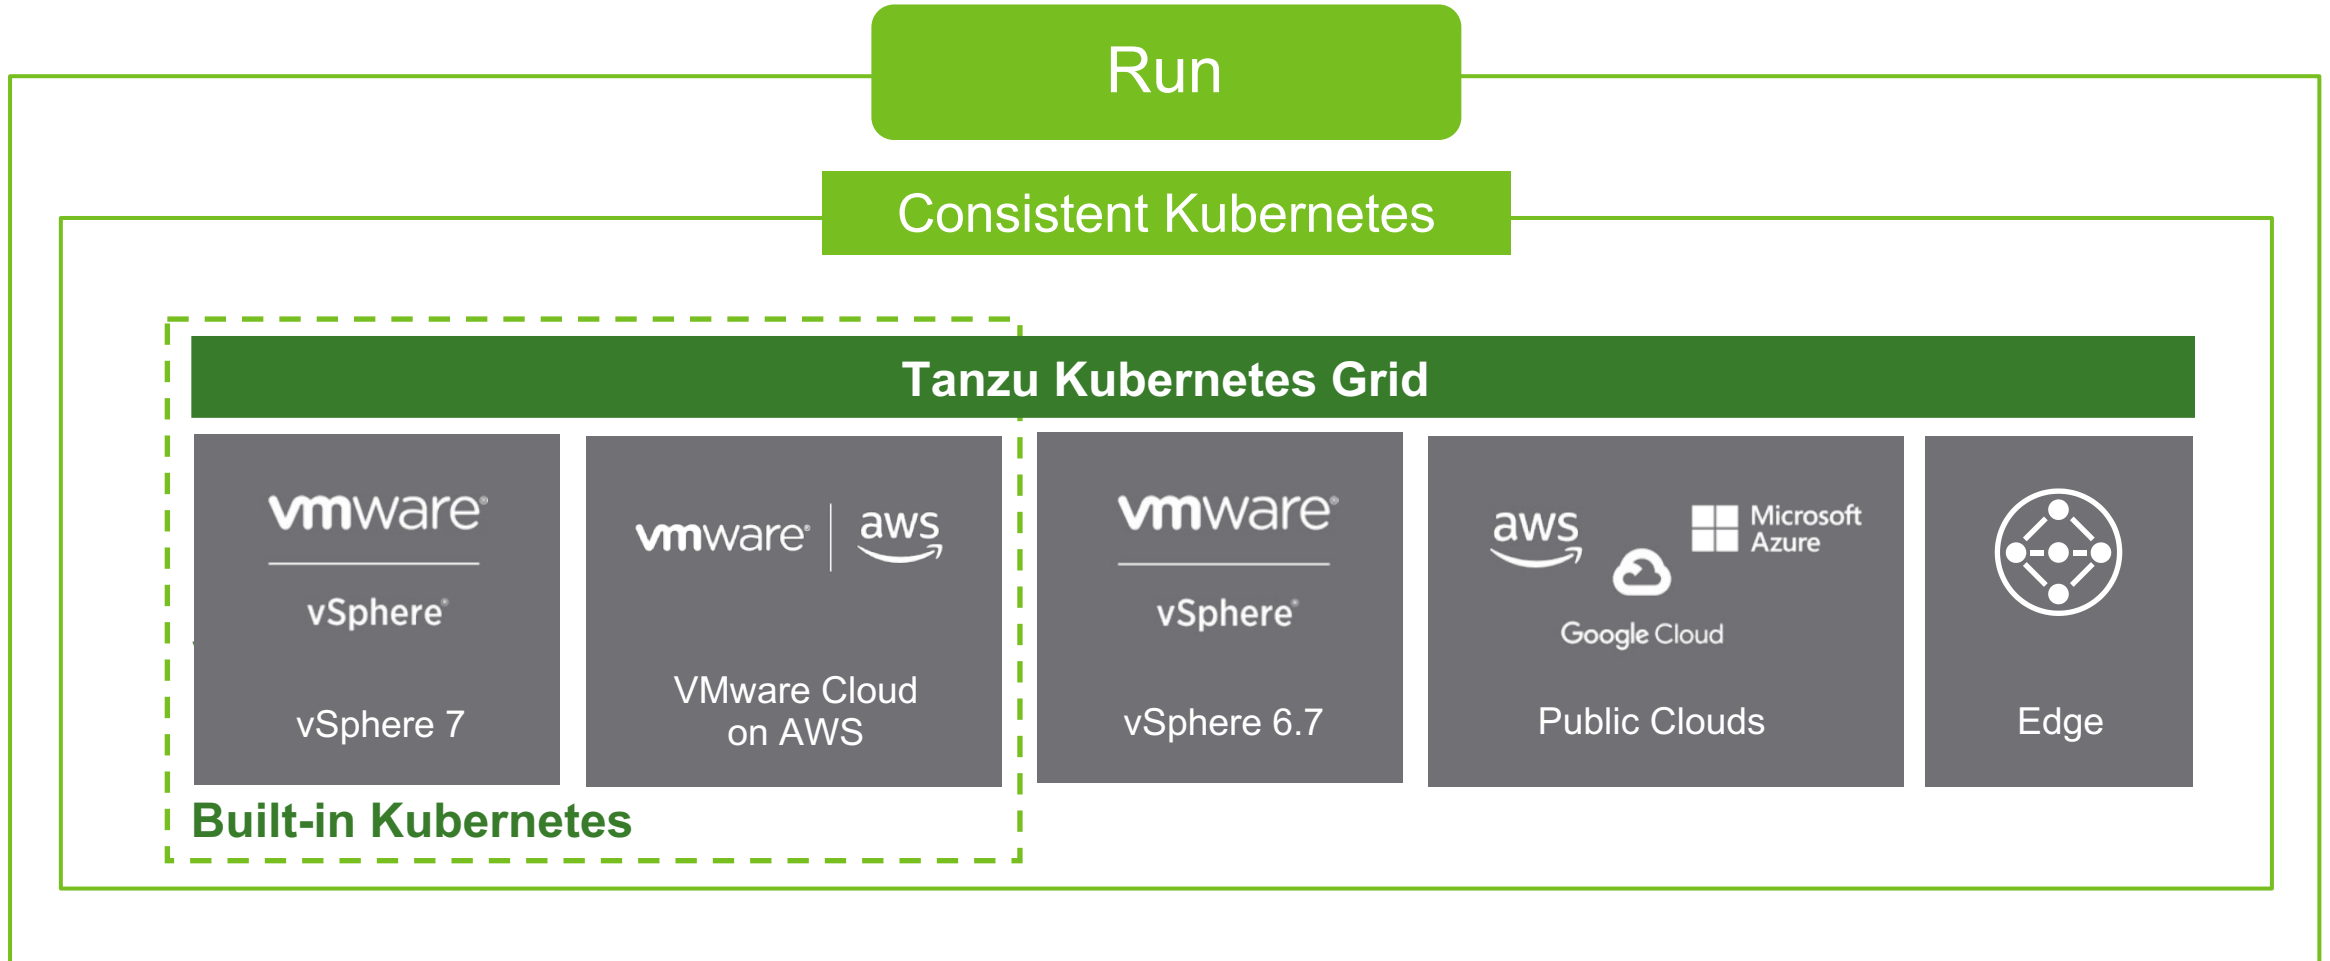 Run
Consistent Kubernetes
Tanzu Kubernetes Grid
vmware®
vSphere®
vSphere 7
vmware® | aws
VMware Cloud
on AWS
vmware®
vSphere®
vSphere 6.7
aws
Microsoft
Azure
Google Cloud
Public Clouds
Edge
Built-in Kubernetes